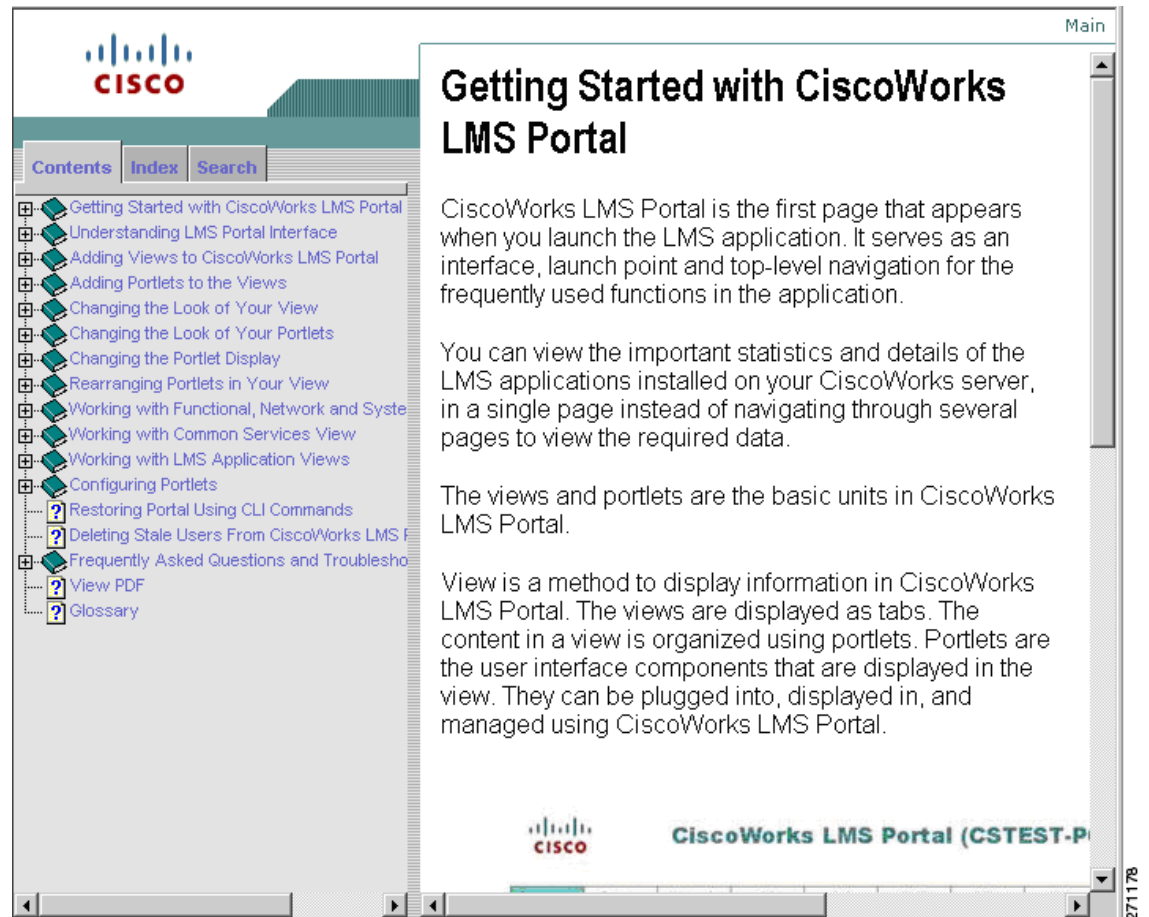 Main
CISCO
Contents
Index
Search
Getting Started with CiscoWorks LMS Portal
Understanding LMS Portal Interface
Adding Views to CiscoWorks LMS Portal
Adding Portlets to the Views
Changing the Look of Your View
Changing the Look of Your Portlets
Changing the Portlet Display
Rearranging Portlets in Your View
Working with Functional, Network and Syste
Working with Common Services View
Working with LMS Application Views
Configuring Portlets
Restoring Portal Using CLI Commands
Deleting Stale Users From CiscoWorks LMS
Frequently Asked Questions and Troublesho
View PDF
Glossary
Getting Started with CiscoWorks
LMS Portal
CiscoWorks LMS Portal is the first page that appears
when you launch the LMS application. It serves as an
interface, launch point and top-level navigation for the
frequently used functions in the application.
You can view the important statistics and details of the
LMS applications installed on your CiscoWorks server,
in a single page instead of navigating through several
pages to view the required data.
The views and portlets are the basic units in CiscoWorks
LMS Portal.
View is a method to display information in CiscoWorks
LMS Portal. The views are displayed as tabs. The
content in a view is organized using portlets. Portlets are
the user interface components that are displayed in the
view. They can be plugged into, displayed in, and
managed using CiscoWorks LMS Portal.
CISCO
CiscoWorks LMS Portal (CSTEST-P
271178